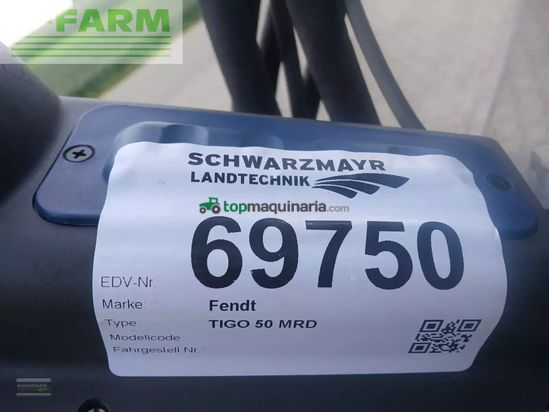 FARM
SCHWARZMAYR
LANDTECHNIK
topmaquinaria.com
EDV-Nr.: 69750
Marke: Fendt
Type: TIGO 50 MRD
Modellcode
Fahrgestell Nr.: